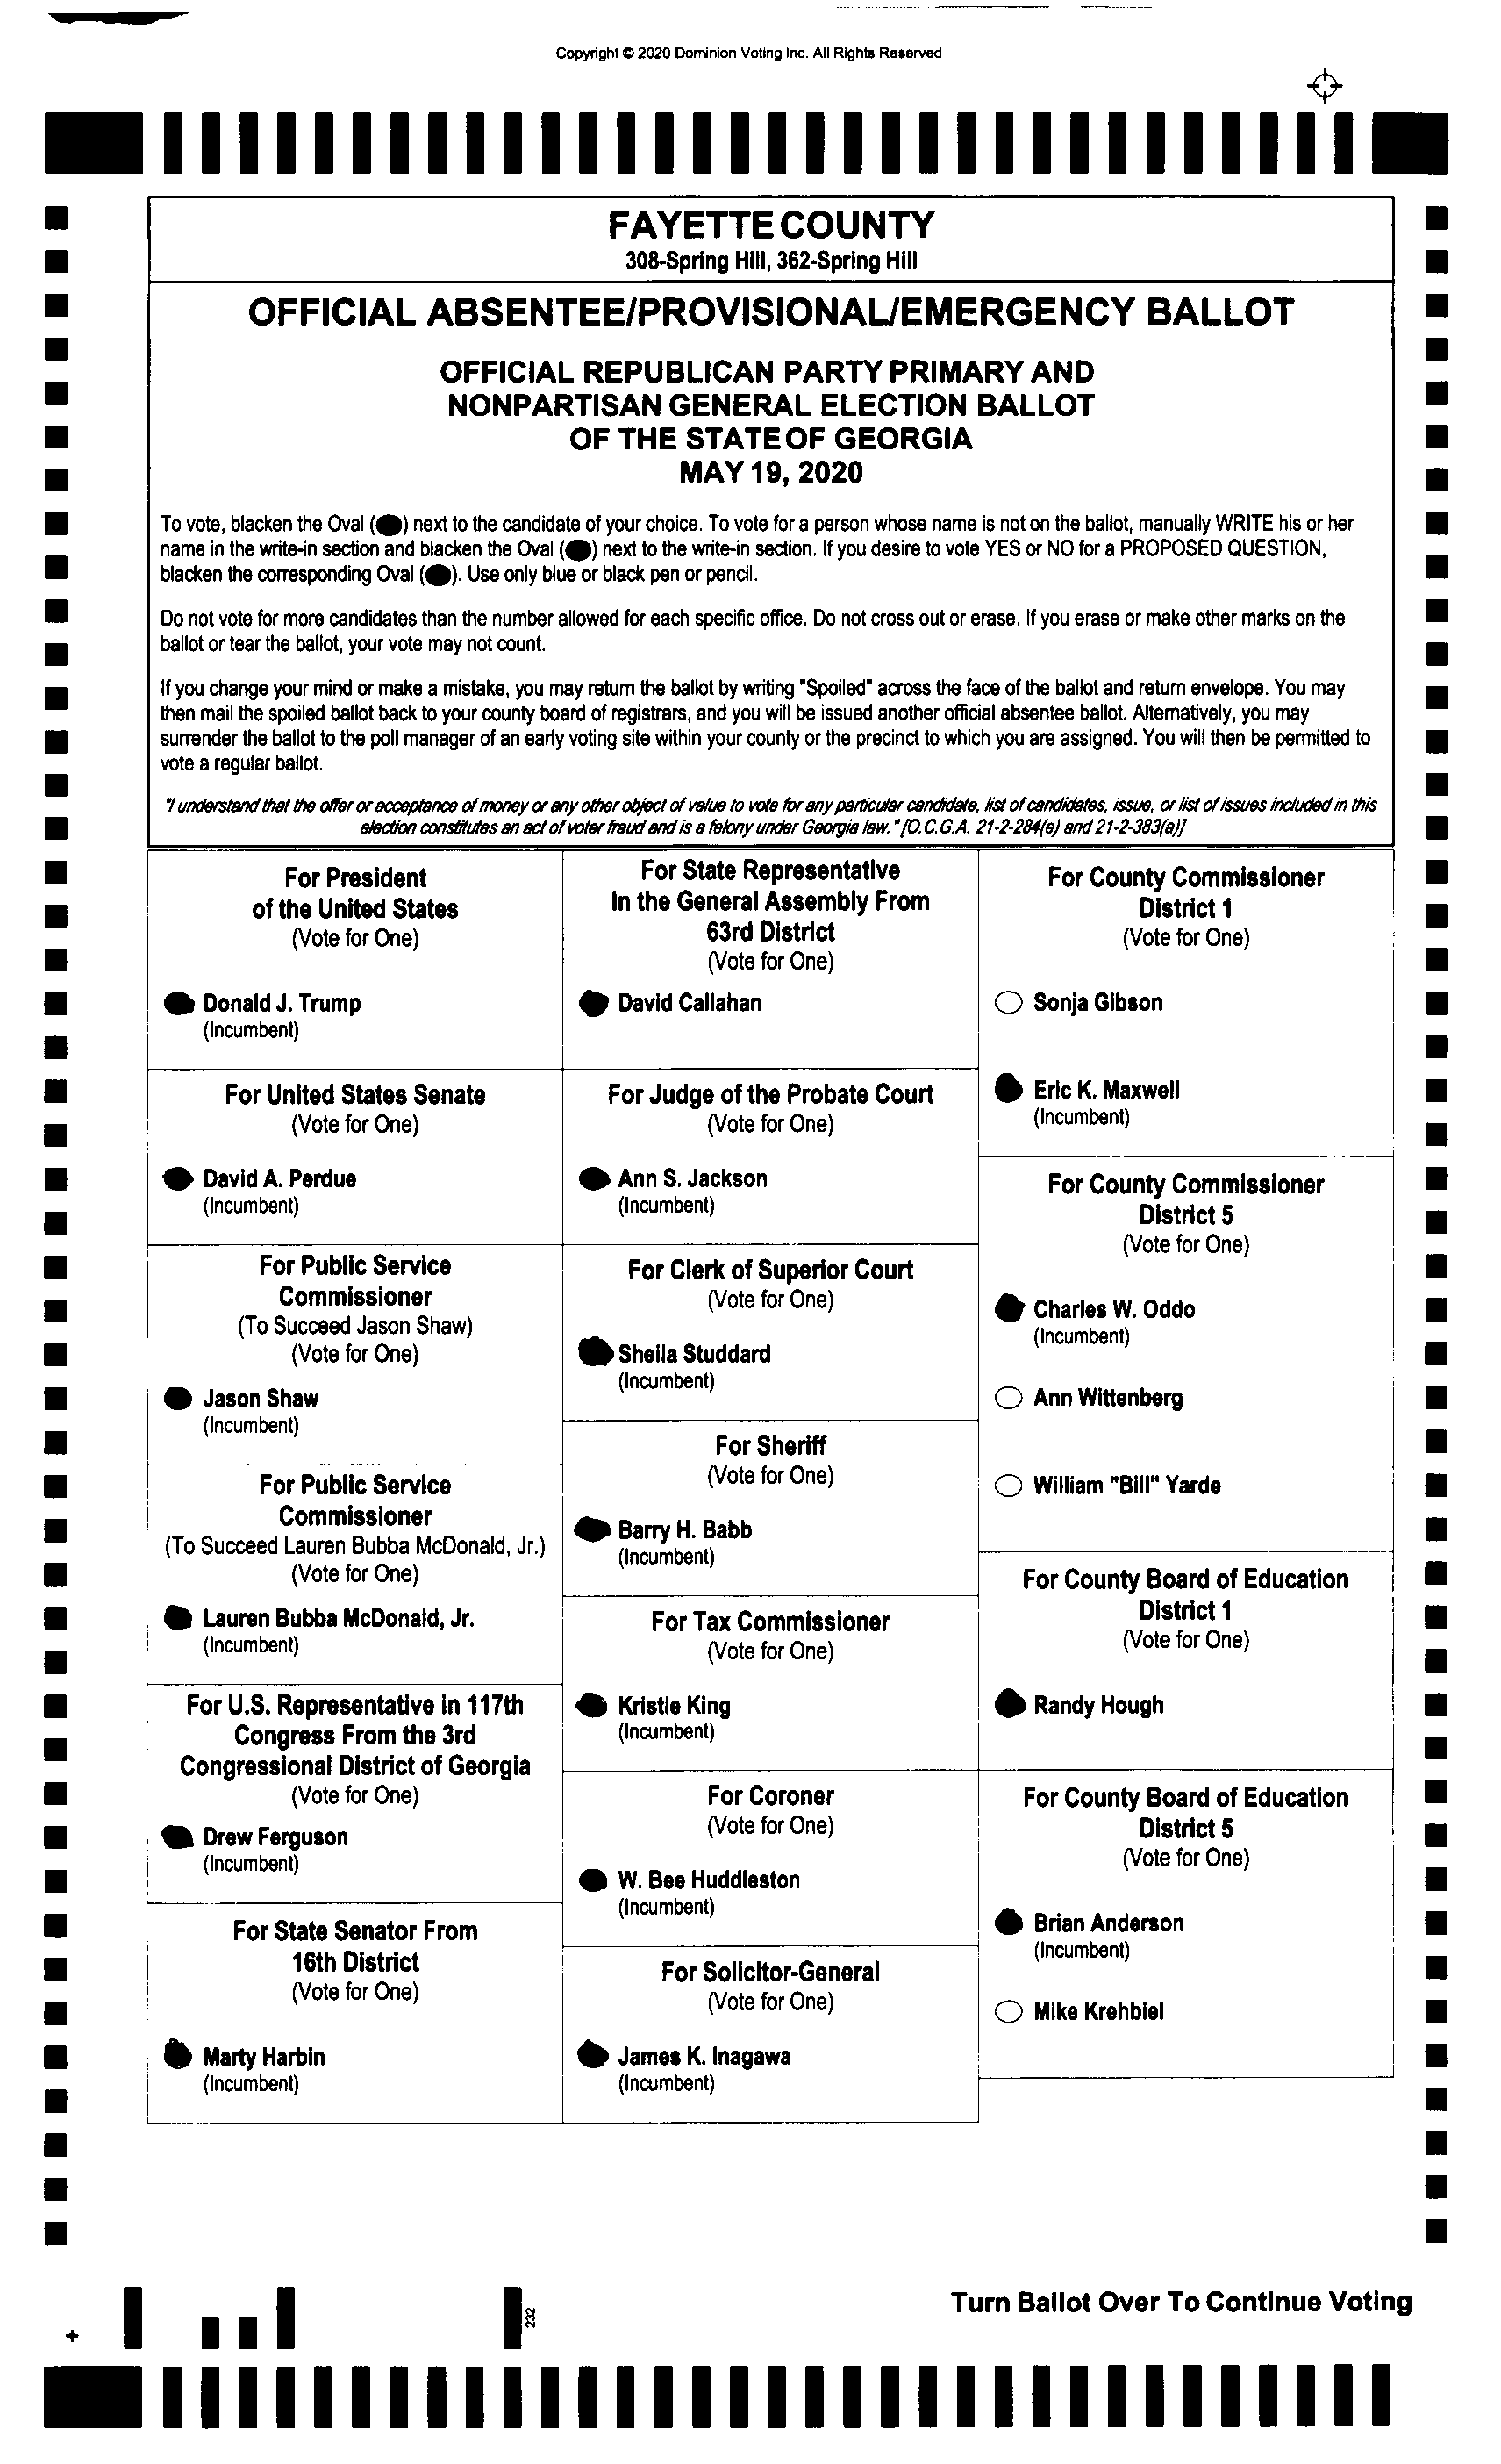 Copyright © 2020 Dominion Voting Inc. All Rights Reserved
FAYETTE COUNTY
308-Spring Hill, 362-Spring Hill
OFFICIAL ABSENTEE/PROVISIONAL/EMERGENCY BALLOT
OFFICIAL REPUBLICAN PARTY PRIMARY AND
NONPARTISAN GENERAL ELECTION BALLOT
OF THE STATE OF GEORGIA
MAY 19, 2020
To vote, blacken the Oval ( ) next to the candidate of your choice. To vote for a person whose name is not on the ballot, manually WRITE his or her
name in the write-in section and blacken the Oval ( ) next to the write-in section. If you desire to vote YES or NO for a PROPOSED QUESTION,
blacken the corresponding Oval ( ). Use only blue or black pen or pencil.
Do not vote for more candidates than the number allowed for each specific office. Do not cross out or erase. If you erase or make other marks on the
ballot or tear the ballot, your vote may not count.
If you change your mind or make a mistake, you may return the ballot by writing "Spoiled" across the face of the ballot and return envelope. You may
then mail the spoiled ballot back to your county board of registrars, and you will be issued another official absentee ballot. Alternatively, you may
surrender the ballot to the poll manager of an early voting site within your county or the precinct to which you are assigned. You will then be permitted to
vote a regular ballot.
"I understand that the offer or acceptance of money or any other object of value to vote for any particular candidate, list of candidates, issue, or list of issues included in this
election constitutes an act of voter fraud and is a felony under Georgia law." [O.C.G.A. 21-2-284(e) and 21-2-383(a)]
For President
of the United States
(Vote for One)
Donald J. Trump
(Incumbent)
For United States Senate
(Vote for One)
David A. Perdue
(Incumbent)
For Public Service
Commissioner
(To Succeed Jason Shaw)
(Vote for One)
Jason Shaw
(Incumbent)
For Public Service
Commissioner
(To Succeed Lauren Bubba McDonald, Jr.)
(Vote for One)
Lauren Bubba McDonald, Jr.
(Incumbent)
For U.S. Representative in 117th
Congress From the 3rd
Congressional District of Georgia
(Vote for One)
Drew Ferguson
(Incumbent)
For State Senator From
16th District
(Vote for One)
Marty Harbin
(Incumbent)
For State Representative
In the General Assembly From
63rd District
(Vote for One)
David Callahan
For Judge of the Probate Court
(Vote for One)
Ann S. Jackson
(Incumbent)
For Clerk of Superior Court
(Vote for One)
Sheila Studdard
(Incumbent)
For Sheriff
(Vote for One)
Barry H. Babb
(Incumbent)
For Tax Commissioner
(Vote for One)
Kristie King
(Incumbent)
For Coroner
(Vote for One)
W. Bee Huddleston
(Incumbent)
For Solicitor-General
(Vote for One)
James K. Inagawa
(Incumbent)
For County Commissioner
District 1
(Vote for One)
Sonja Gibson
Eric K. Maxwell
(Incumbent)
For County Commissioner
District 5
(Vote for One)
Charles W. Oddo
(Incumbent)
Ann Wittenberg
William "Bill" Yarde
For County Board of Education
District 1
(Vote for One)
Randy Hough
For County Board of Education
District 5
(Vote for One)
Brian Anderson
(Incumbent)
Mike Krehbiel
Turn Ballot Over To Continue Voting
232
+